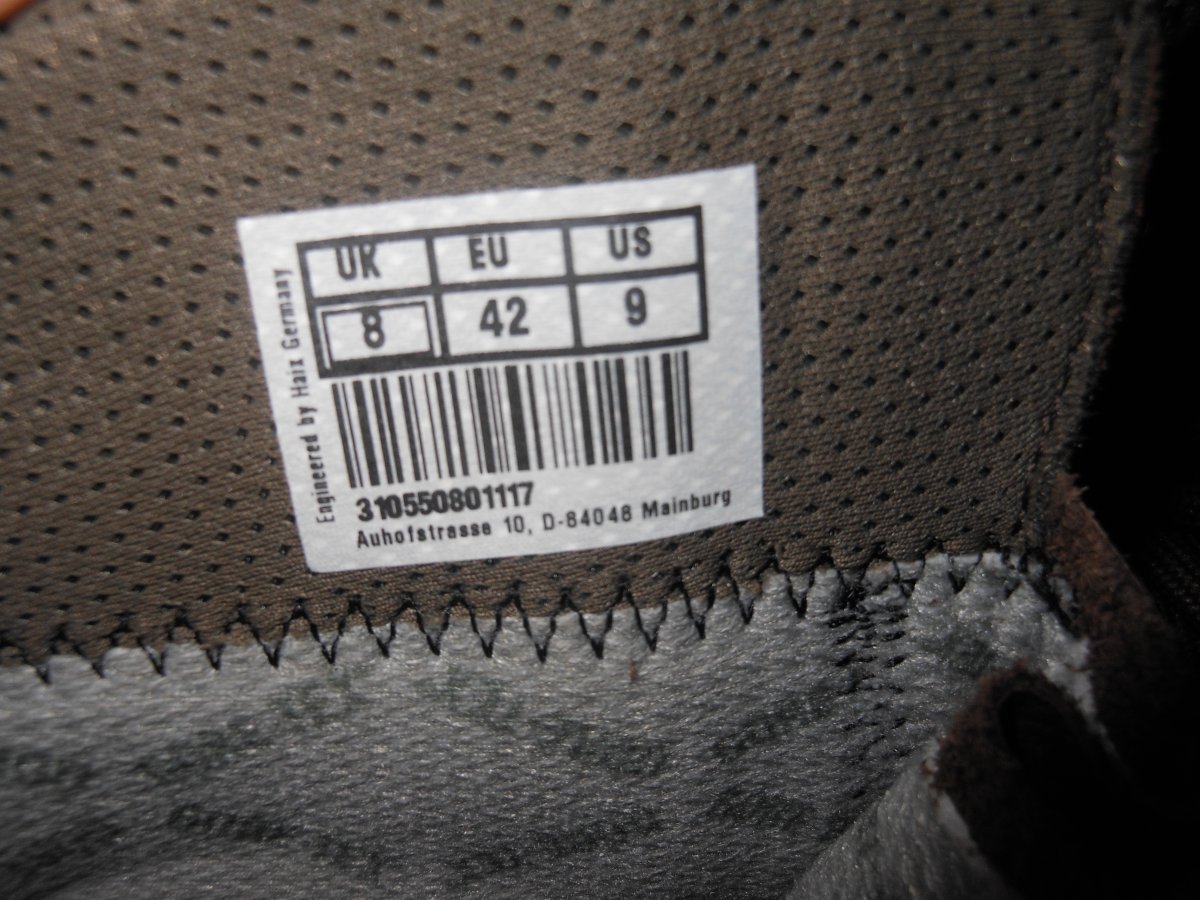 UK EU US
8 42 9
Engineered by Haix Germany
310550801117
Auhofstrasse 10, D-84048 Mainburg